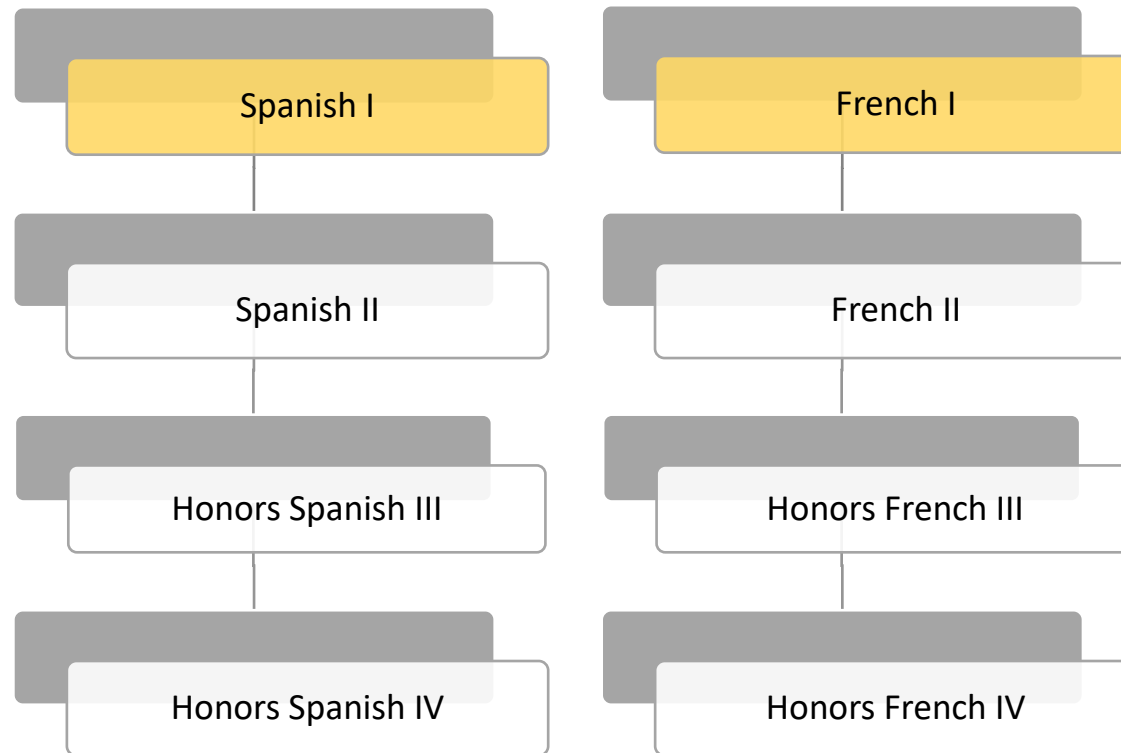 Spanish I
Spanish II
Honors Spanish III
Honors Spanish IV
French I
French II
Honors French III
Honors French IV